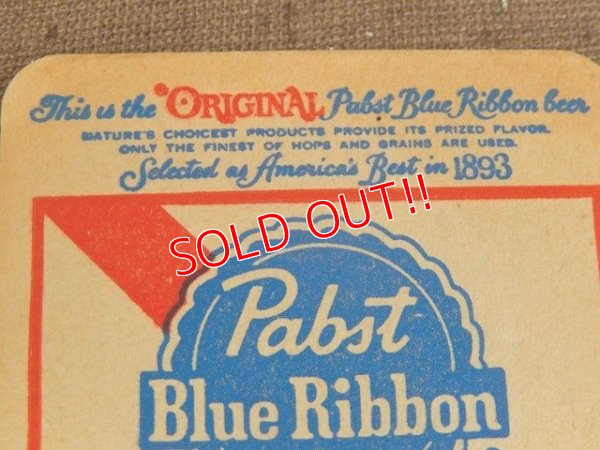 This is the ORIGINAL Pabst Blue Ribbon beer
NATURE'S CHOICEST PRODUCTS PROVIDE ITS PRIZED FLAVOR.
ONLY THE FINEST OF HOPS AND GRAINS ARE USED.
Selected as America's Best in 1893
SOLD OUT!!
Pabst
Blue Ribbon